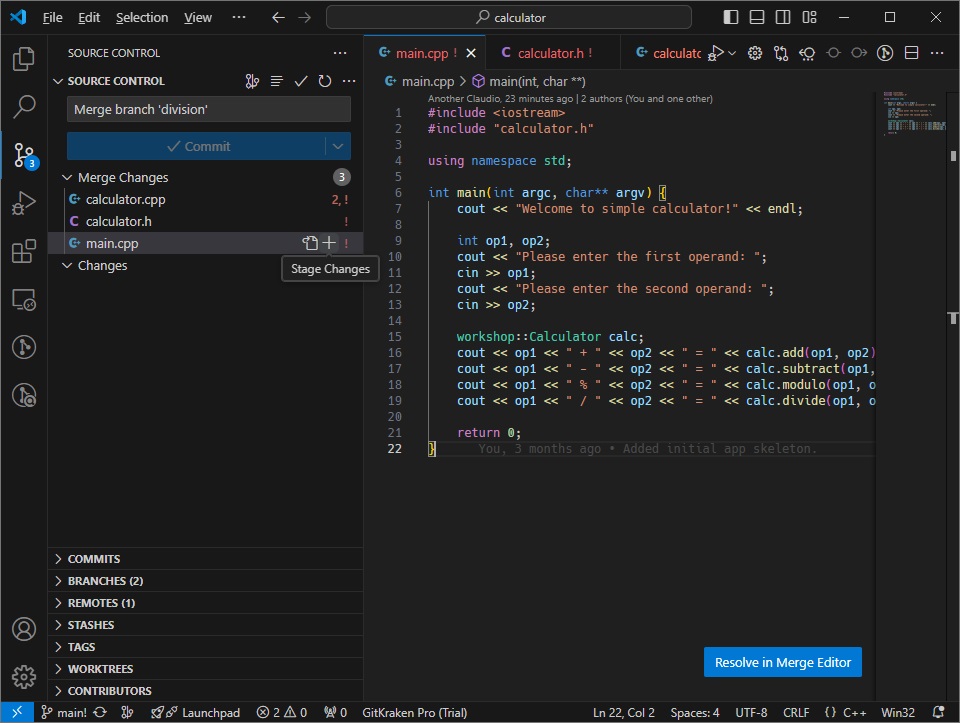 File Edit Selection View ··· calculator
SOURCE CONTROL ···
SOURCE CONTROL ···
Merge branch 'division'
Commit
Merge Changes 3
calculator.cpp 2, !
calculator.h !
main.cpp !
Stage Changes
Changes
COMMITS
BRANCHES (2)
REMOTES (1)
STASHES
TAGS
WORKTREES
CONTRIBUTORS
3
main.cpp ! calculator.h ! calculatc ···
main.cpp > main(int, char **)
Another Claudio, 23 minutes ago | 2 authors (You and one other)
1 #include <iostream>
2 #include "calculator.h"
3
4 using namespace std;
5
6 int main(int argc, char** argv) {
7 cout << "Welcome to simple calculator!" << endl;
8
9 int op1, op2;
10 cout << "Please enter the first operand: ";
11 cin >> op1;
12 cout << "Please enter the second operand: ";
13 cin >> op2;
14
15 workshop::Calculator calc;
16 cout << op1 << " + " << op2 << " = " << calc.add(op1, op2)
17 cout << op1 << " - " << op2 << " = " << calc.subtract(op1,
18 cout << op1 << " % " << op2 << " = " << calc.modulo(op1, o
19 cout << op1 << " / " << op2 << " = " << calc.divide(op1, o
20
21 return 0;
22 } You, 3 months ago • Added initial app skeleton.
Resolve in Merge Editor
main! Launchpad 2 0 0 GitKraken Pro (Trial) Ln 22, Col 2 Spaces: 4 UTF-8 CRLF {} C++ Win32